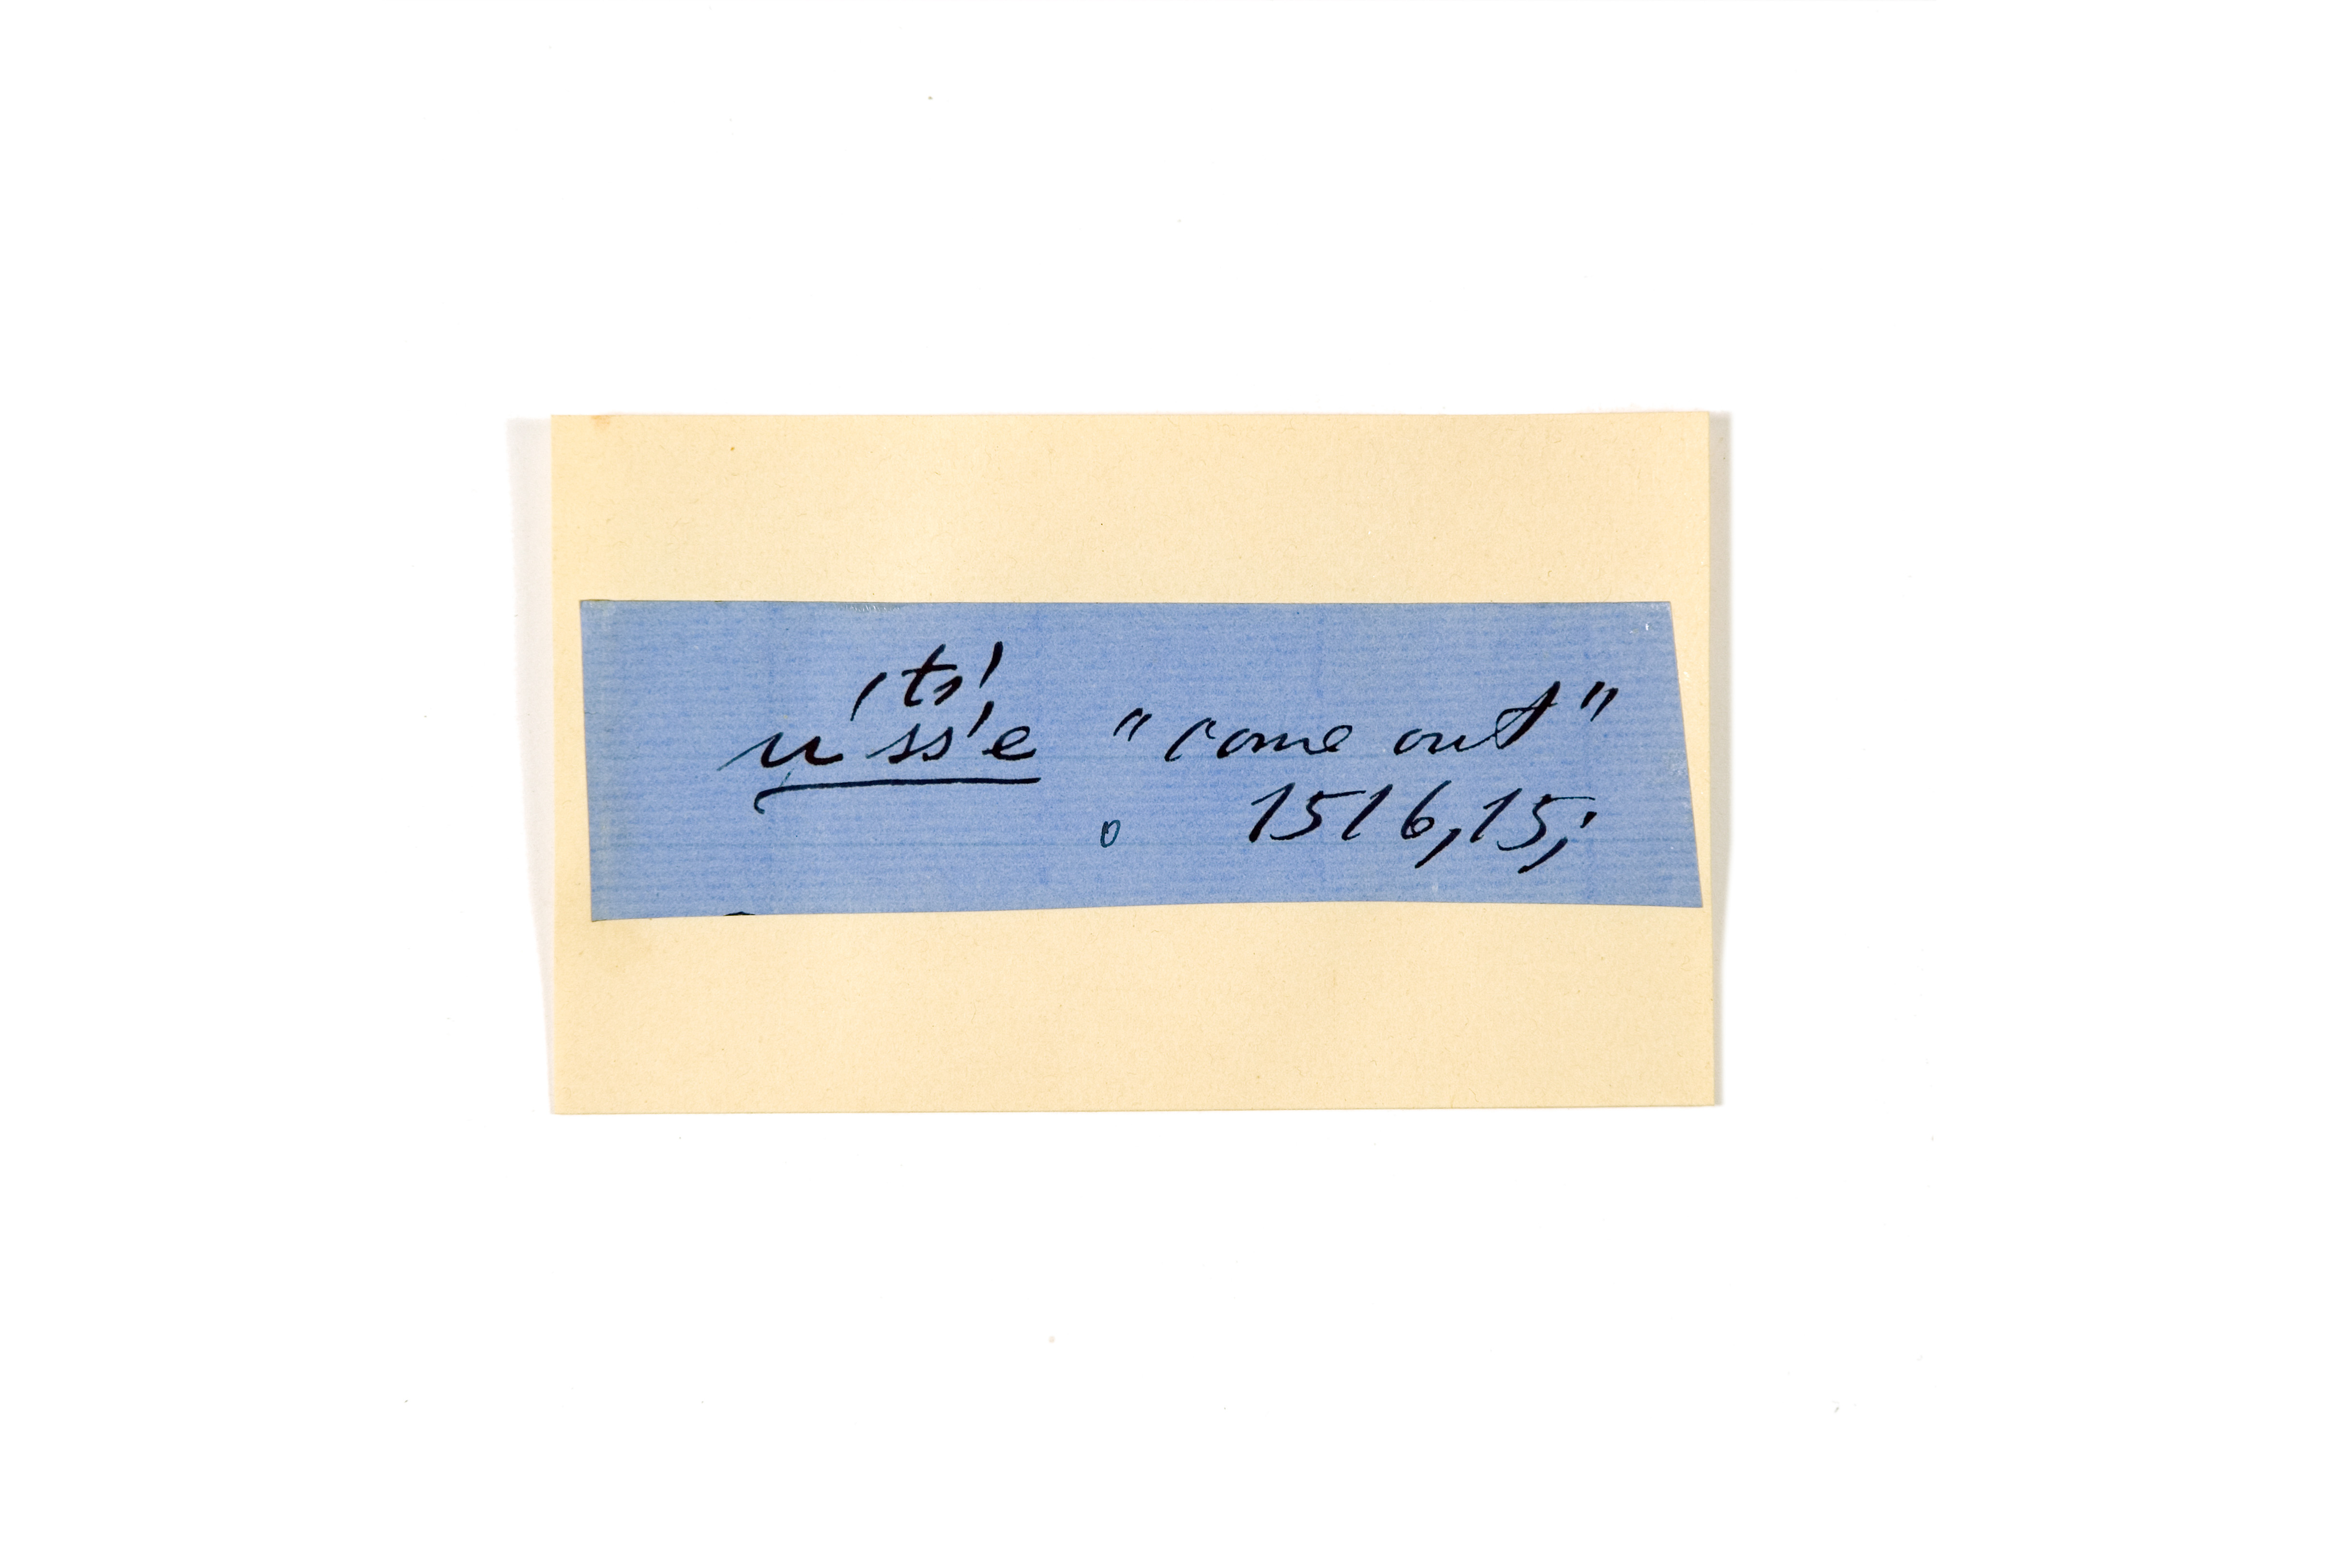 ts'
u'ss'e "come out"
o 1516,15;